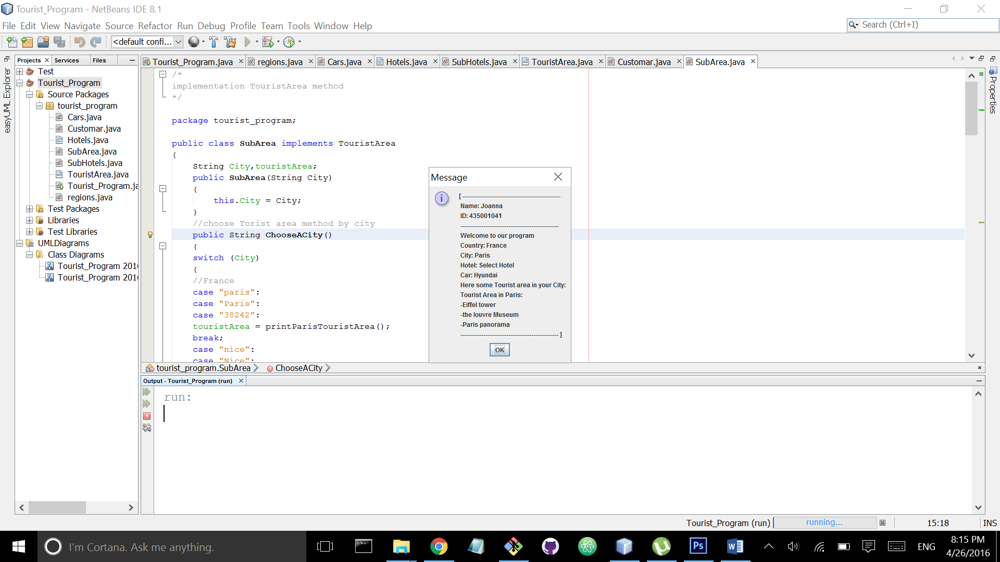 Tourist_Program - NetBeans IDE 8.1
File Edit View Navigate Source Refactor Run Debug Profile Team Tools Window Help
Search (Ctrl+I)
<default confi...
easyUML Explorer
Projects
Services
Files
Test
Tourist_Program
Source Packages
tourist_program
Cars.java
Customar.java
Hotels.java
SubArea.java
SubHotels.java
TouristArea.java
Tourist_Program.ja
regions.java
Test Packages
Libraries
Test Libraries
UMLDiagrams
Class Diagrams
Tourist_Program 201
Tourist_Program 201
Tourist_Program.java
regions.java
Cars.java
Hotels.java
SubHotels.java
TouristArea.java
Customar.java
SubArea.java
/*
implementation TouristArea method
*/
package tourist_program;
public class SubArea implements TouristArea
{
String City,touristArea;
public SubArea(String City)
{
this.City = City;
}
//choose Torist area method by city
public String ChooseACity()
{
switch (City)
{
//France
case "paris":
case "Paris":
case "38242":
touristArea = printParisTouristArea();
break;
case "nice":
case "Nice":
Message
[ -----------------------------------------------
Name: Joanna
ID: 435001041
-----------------------------------------------
Welcome to our program
Country: France
City: Paris
Hotel: Select Hotel
Car: Hyundai
Here some Tourist area in your City:
Tourist Area in Paris:
-Eiffel tower
-the louvre Museum
-Paris panorama
----------------------------------------------- ]
OK
Properties
tourist_program.SubArea
ChooseACity
Output - Tourist_Program (run)
run:
Tourist_Program (run)
running...
15:18
INS
I'm Cortana. Ask me anything.
Ps
ENG
8:15 PM
4/26/2016